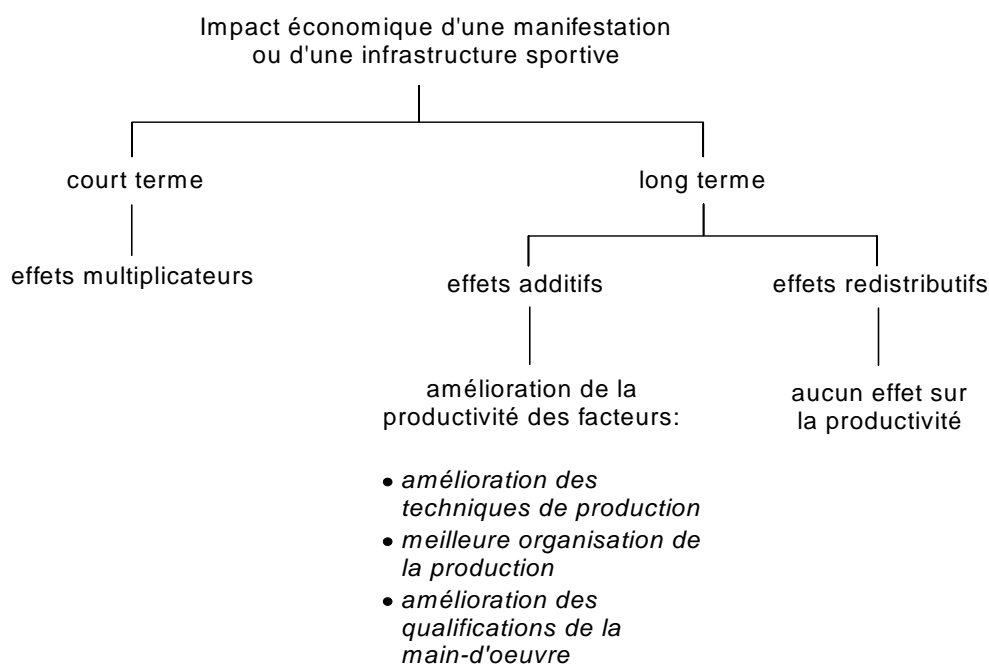 Impact économique d'une manifestation
ou d'une infrastructure sportive
court terme
long terme
effets multiplicateurs
effets additifs
effets redistributifs
amélioration de la
productivité des facteurs:
aucun effet sur
la productivité
• amélioration des
techniques de production
• meilleure organisation de
la production
• amélioration des
qualifications de la
main-d'oeuvre